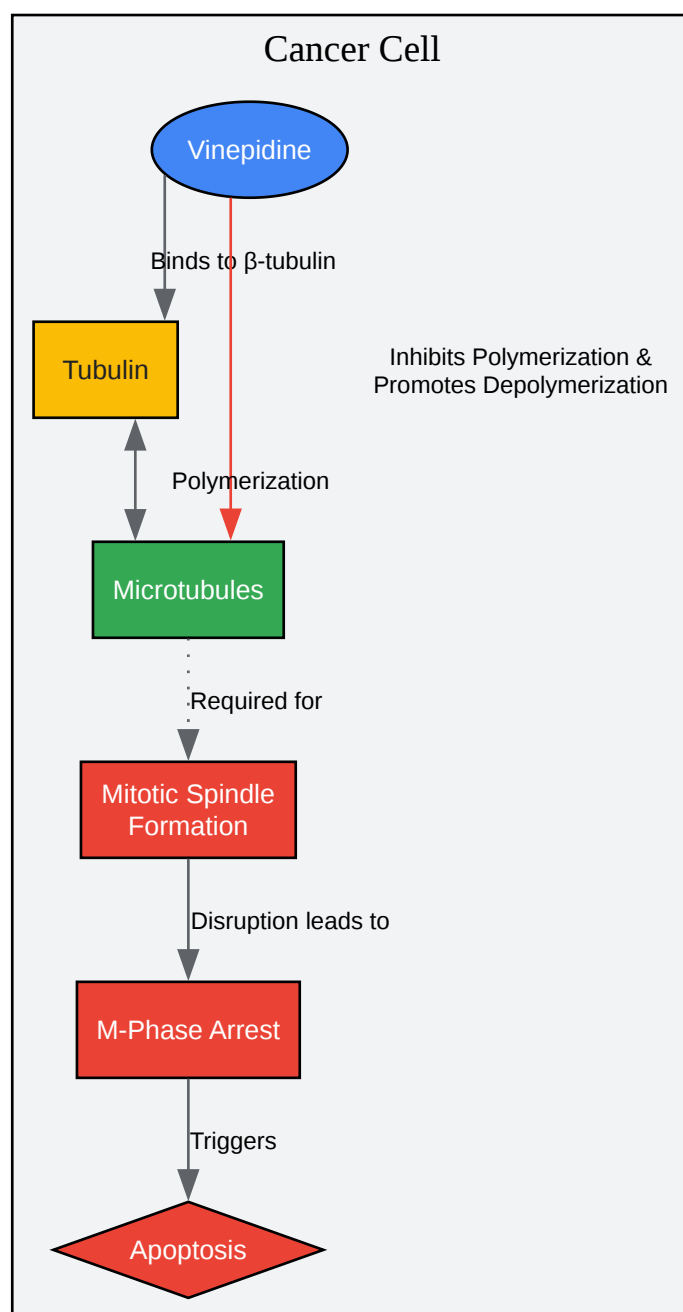 Cancer Cell
Vinepidine
Binds to β-tubulin
Tubulin
Inhibits Polymerization &
Promotes Depolymerization
Polymerization
Microtubules
Required for
Mitotic Spindle
Formation
Disruption leads to
M-Phase Arrest
Triggers
Apoptosis